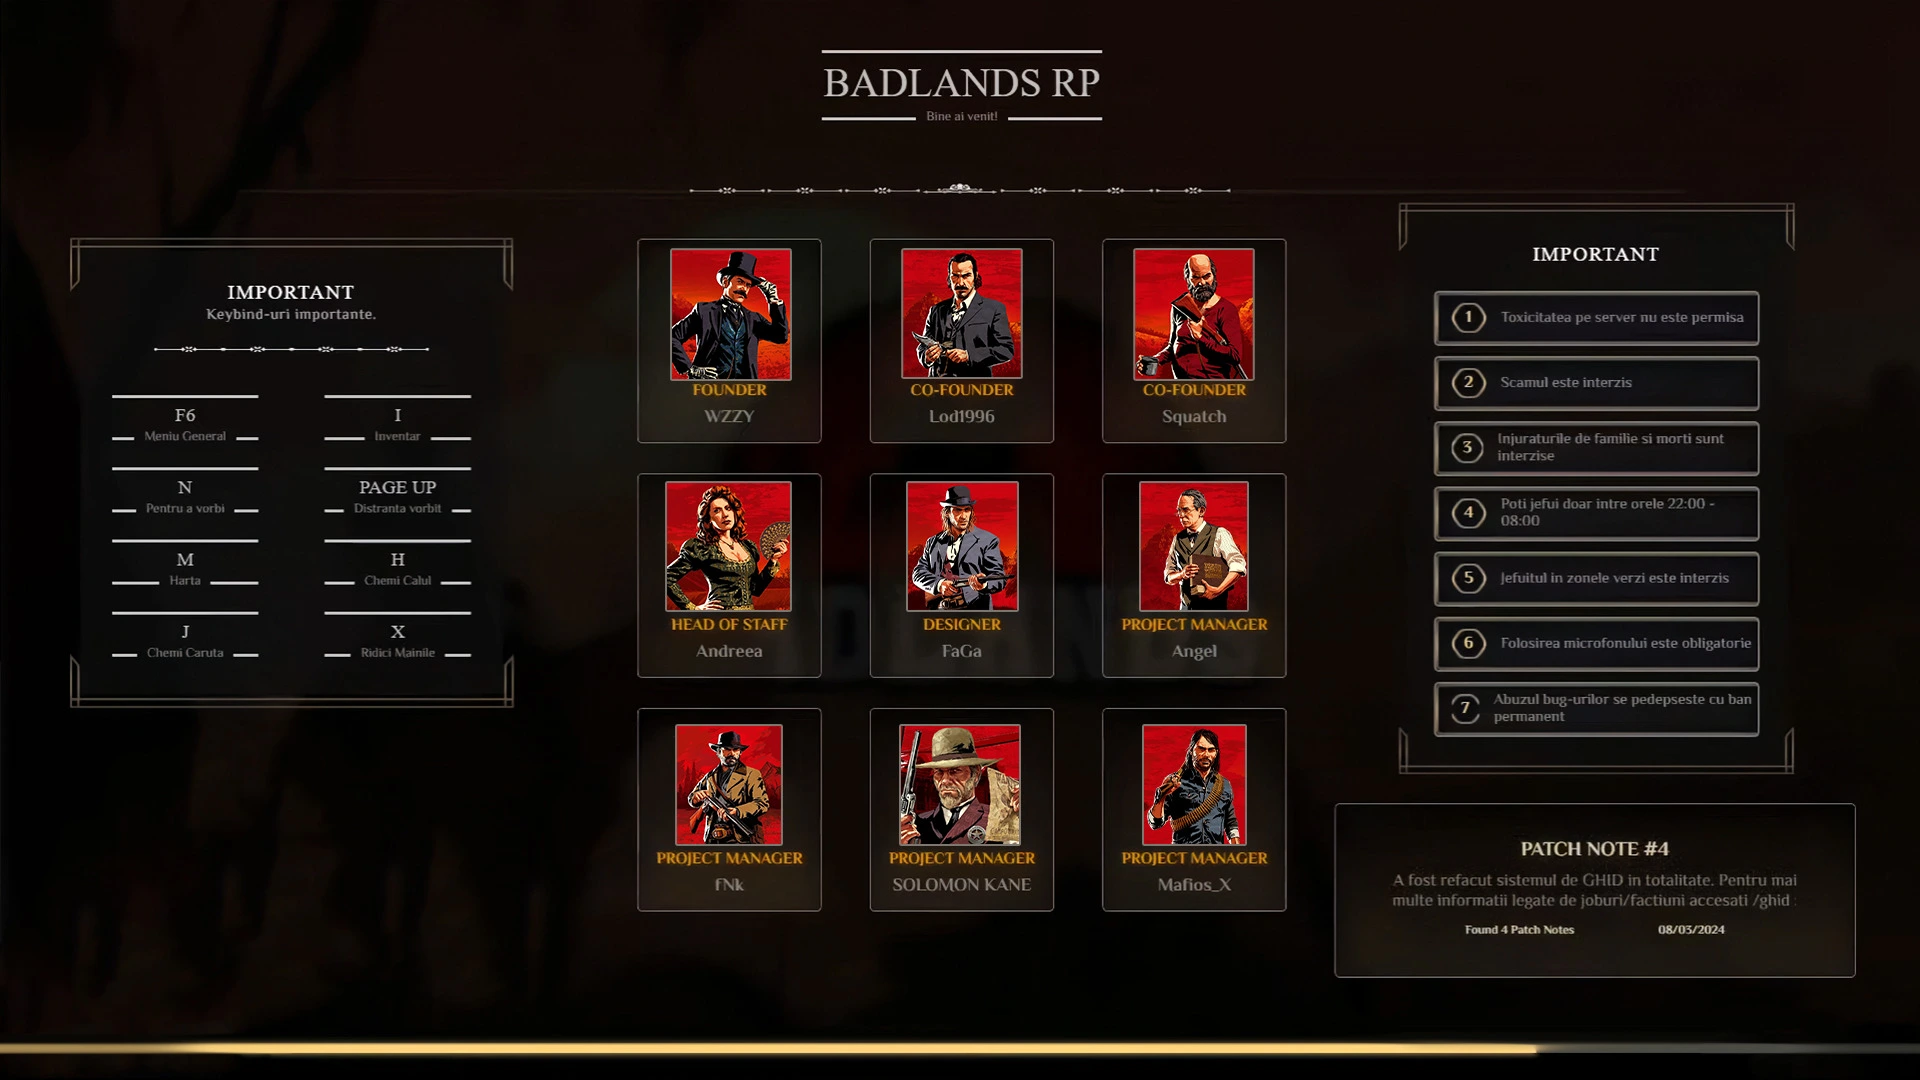 BADLANDS RP
Bine ai venit!
IMPORTANT
Keybind-uri importante.
F6
Meniu General
I
Inventar
N
Pentru a vorbi
PAGE UP
Distranta vorbit
M
Harta
H
Chemi Calul
J
Chemi Caruta
X
Ridici Mainile
FOUNDER
WZZY
CO-FOUNDER
Lod1996
CO-FOUNDER
Squatch
HEAD OF STAFF
Andreea
DESIGNER
FaGa
PROJECT MANAGER
Angel
PROJECT MANAGER
fNk
PROJECT MANAGER
SOLOMON KANE
PROJECT MANAGER
Mafios_X
IMPORTANT
1 Toxicitatea pe server nu este permisa
2 Scamul este interzis
3 Injuraturile de familie si morti sunt
interzise
4 Poti jefui doar intre orele 22:00 -
08:00
5 Jefuitul in zonele verzi este interzis
6 Folosirea microfonului este obligatorie
7 Abuzul bug-urilor se pedepseste cu ban
permanent
PATCH NOTE #4
A fost refacut sistemul de GHID in totalitate. Pentru mai
multe informatii legate de joburi/factiuni accesati /ghid
Found 4 Patch Notes 08/03/2024